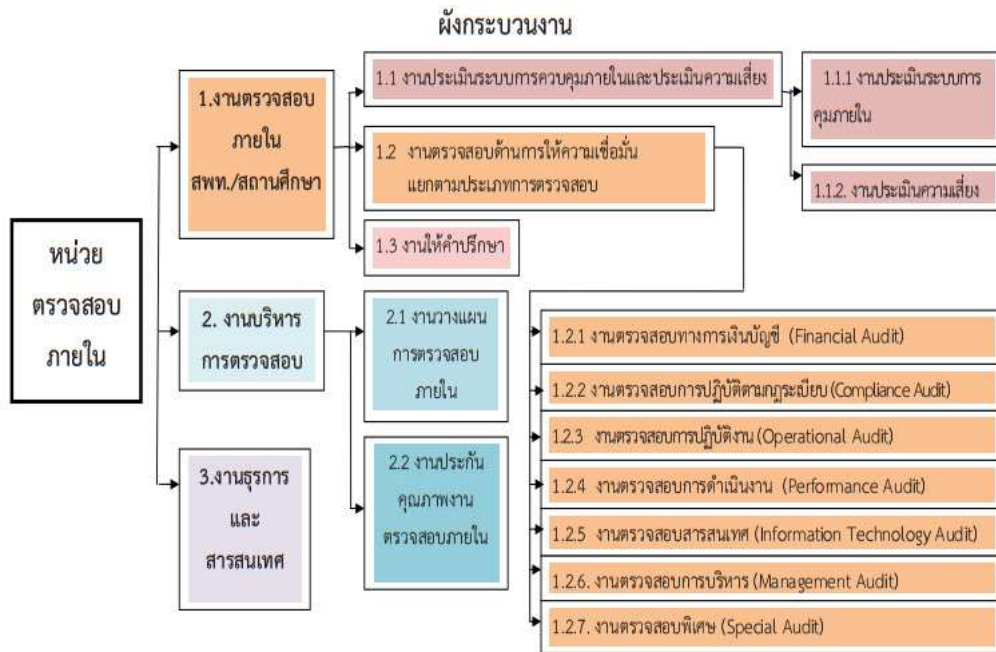 ผังกระบวนงาน
หน่วย
ตรวจสอบ
ภายใน
1.งานตรวจสอบ
ภายใน
สพท./สถานศึกษา
1.1 งานประเมินระบบการควบคุมภายในและประเมินความเสี่ยง
1.1.1 งานประเมินระบบการ
คุมภายใน
1.1.2. งานประเมินความเสี่ยง
1.2 งานตรวจสอบด้านการให้ความเชื่อมั่น
แยกตามประเภทการตรวจสอบ
1.3 งานให้คำปรึกษา
2. งานบริหาร
การตรวจสอบ
2.1 งานวางแผน
การตรวจสอบ
ภายใน
2.2 งานประกัน
คุณภาพงาน
ตรวจสอบภายใน
3.งานธุรการ
และ
สารสนเทศ
1.2.1 งานตรวจสอบทางการเงินบัญชี (Financial Audit)
1.2.2 งานตรวจสอบการปฏิบัติตามกฎระเบียบ (Compliance Audit)
1.2.3 งานตรวจสอบการปฏิบัติงาน (Operational Audit)
1.2.4 งานตรวจสอบการดำเนินงาน (Performance Audit)
1.2.5 งานตรวจสอบสารสนเทศ (Information Technology Audit)
1.2.6. งานตรวจสอบการบริหาร (Management Audit)
1.2.7. งานตรวจสอบพิเศษ (Special Audit)